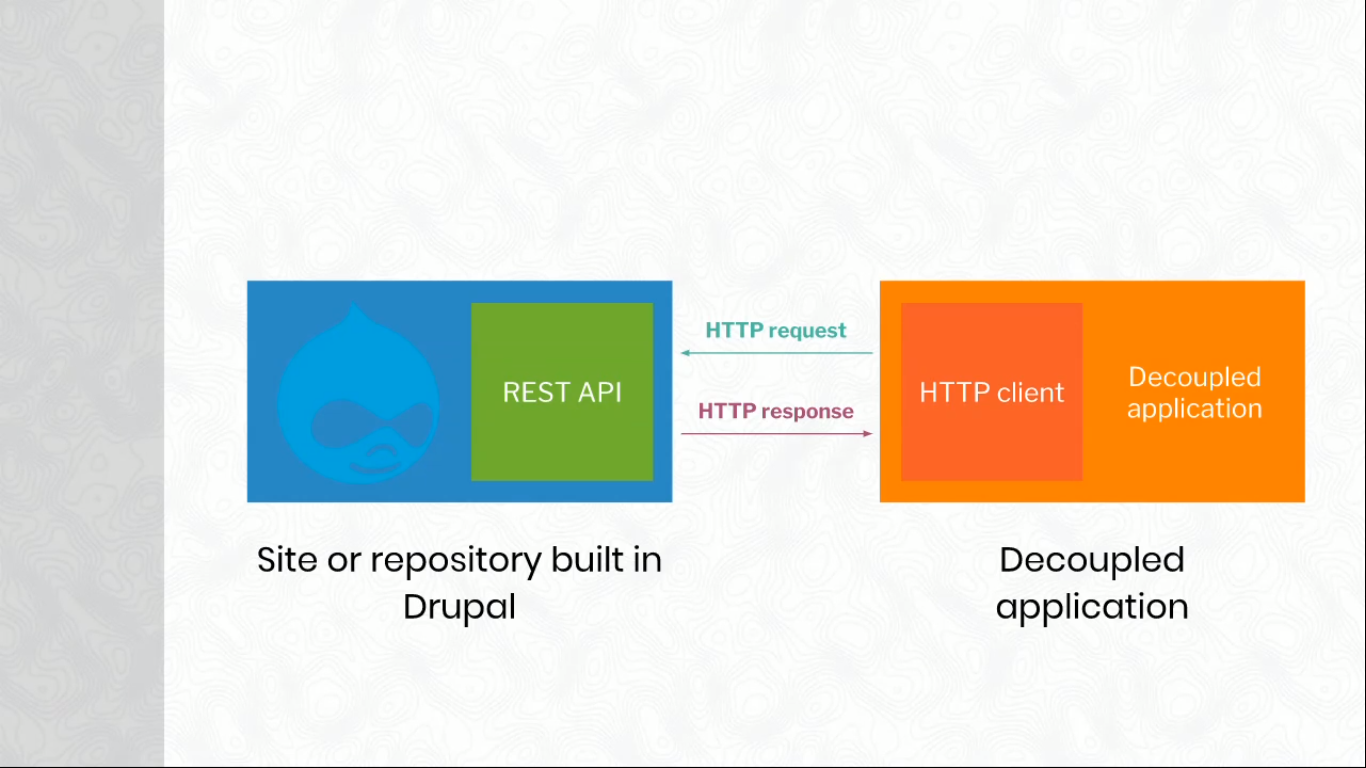 REST API
HTTP request
HTTP response
HTTP client
Decoupled
application
Site or repository built in
Drupal
Decoupled
application